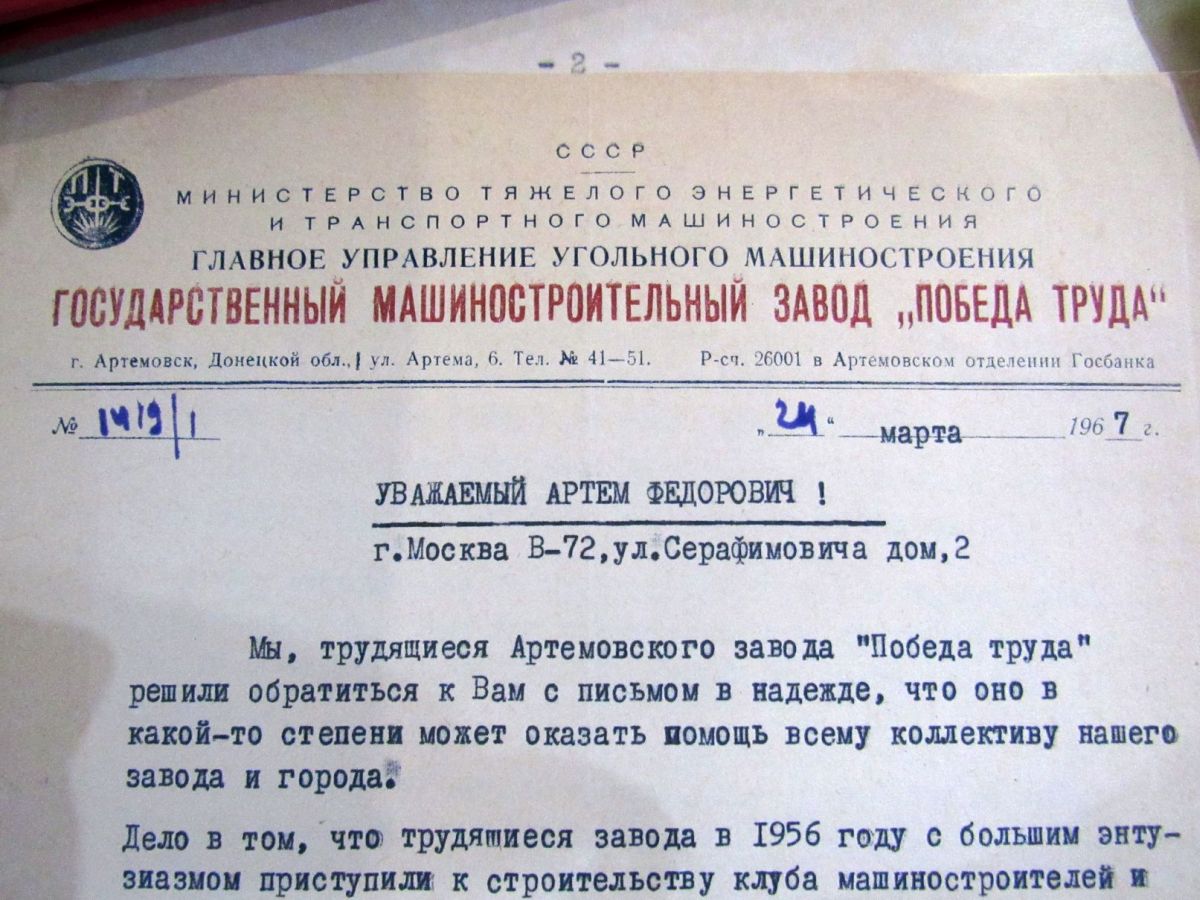 - 2 -
СССР
ПТ
МИНИСТЕРСТВО ТЯЖЕЛОГО ЭНЕРГЕТИЧЕСКОГО
И ТРАНСПОРТНОГО МАШИНОСТРОЕНИЯ
ГЛАВНОЕ УПРАВЛЕНИЕ УГОЛЬНОГО МАШИНОСТРОЕНИЯ
ГОСУДАРСТВЕННЫЙ МАШИНОСТРОИТЕЛЬНЫЙ ЗАВОД „ПОБЕДА ТРУДА“
г. Артемовск, Донецкой обл., ул. Артема, 6. Тел. № 41—51. Р-сч. 26001 в Артемовском отделении Госбанка
№ 1419/1 „24“ марта 1967 г.
УВАЖАЕМЫЙ АРТЕМ ФЕДОРОВИЧ !
г.Москва В-72,ул.Серафимовича дом,2
Мы, трудящиеся Артемовского завода "Победа труда"
решили обратиться к Вам с письмом в надежде, что оно в
какой-то степени может оказать помощь всему коллективу нашего
завода и города.
Дело в том, что трудящиеся завода в 1956 году с большим энту-
зиазмом приступили к строительству клуба машиностроителей и